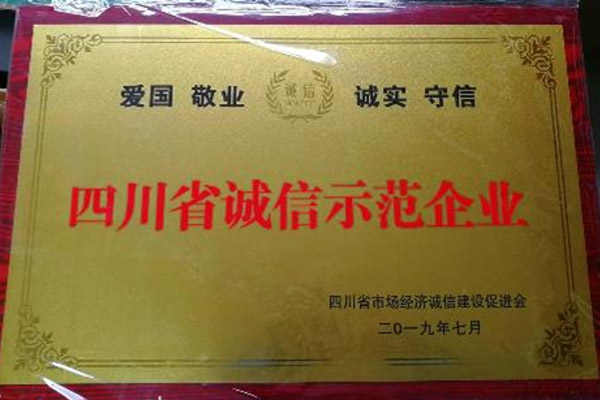 爱国 敬业 诚信 诚实 守信
四川省诚信示范企业
四川省市场经济诚信建设促进会
二0一九年七月